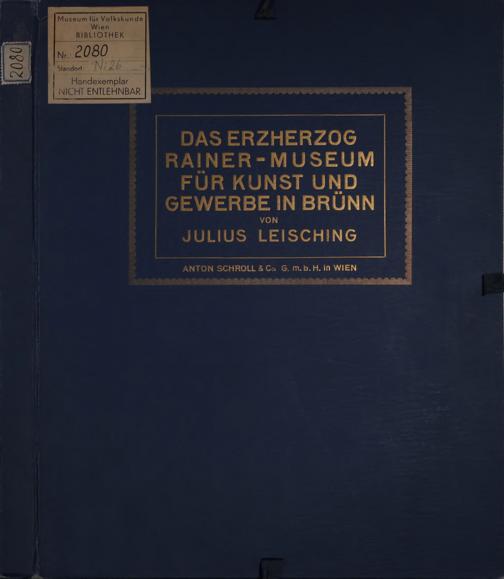 Museum für Volkskunde
Wien
BIBLIOTHEK
Nr. 2080
Standort: N: 26
Handexemplar
NICHT ENTLEHNBAR
2080
DAS ERZHERZOG
RAINER-MUSEUM
FÜR KUNST UND
GEWERBE IN BRÜNN
VON
JULIUS LEISCHING
ANTON SCHROLL & Co. G. m. b. H. in WIEN